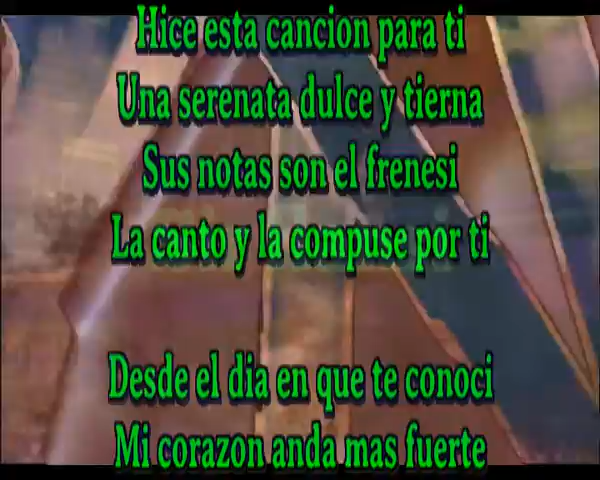 Hice esta cancion para ti
Una serenata dulce y tierna
Sus notas son el frenesi
La canto y la compuse por ti
Desde el dia en que te conoci
Mi corazon anda mas fuerte